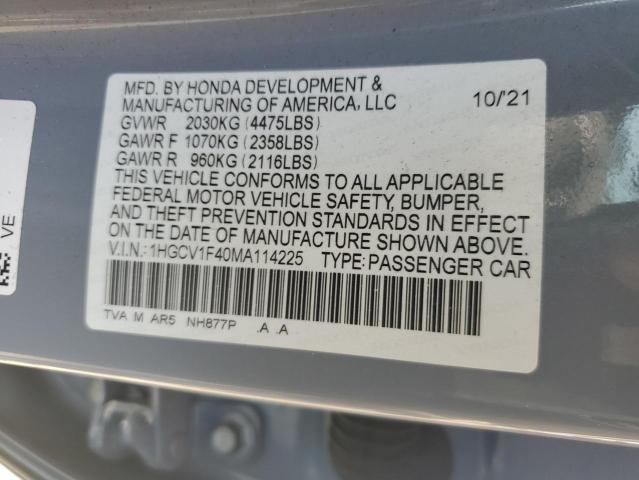 MFD. BY HONDA DEVELOPMENT &
MANUFACTURING OF AMERICA, LLC 10/'21
GVWR 2030KG (4475LBS)
GAWR F 1070KG (2358LBS)
GAWR R 960KG (2116LBS)
THIS VEHICLE CONFORMS TO ALL APPLICABLE
FEDERAL MOTOR VEHICLE SAFETY, BUMPER,
AND THEFT PREVENTION STANDARDS IN EFFECT
ON THE DATE OF MANUFACTURE SHOWN ABOVE.
V.I.N.: 1HGCV1F40MA114225 TYPE: PASSENGER CAR
TVA M AR5 NH877P .A .A
VE